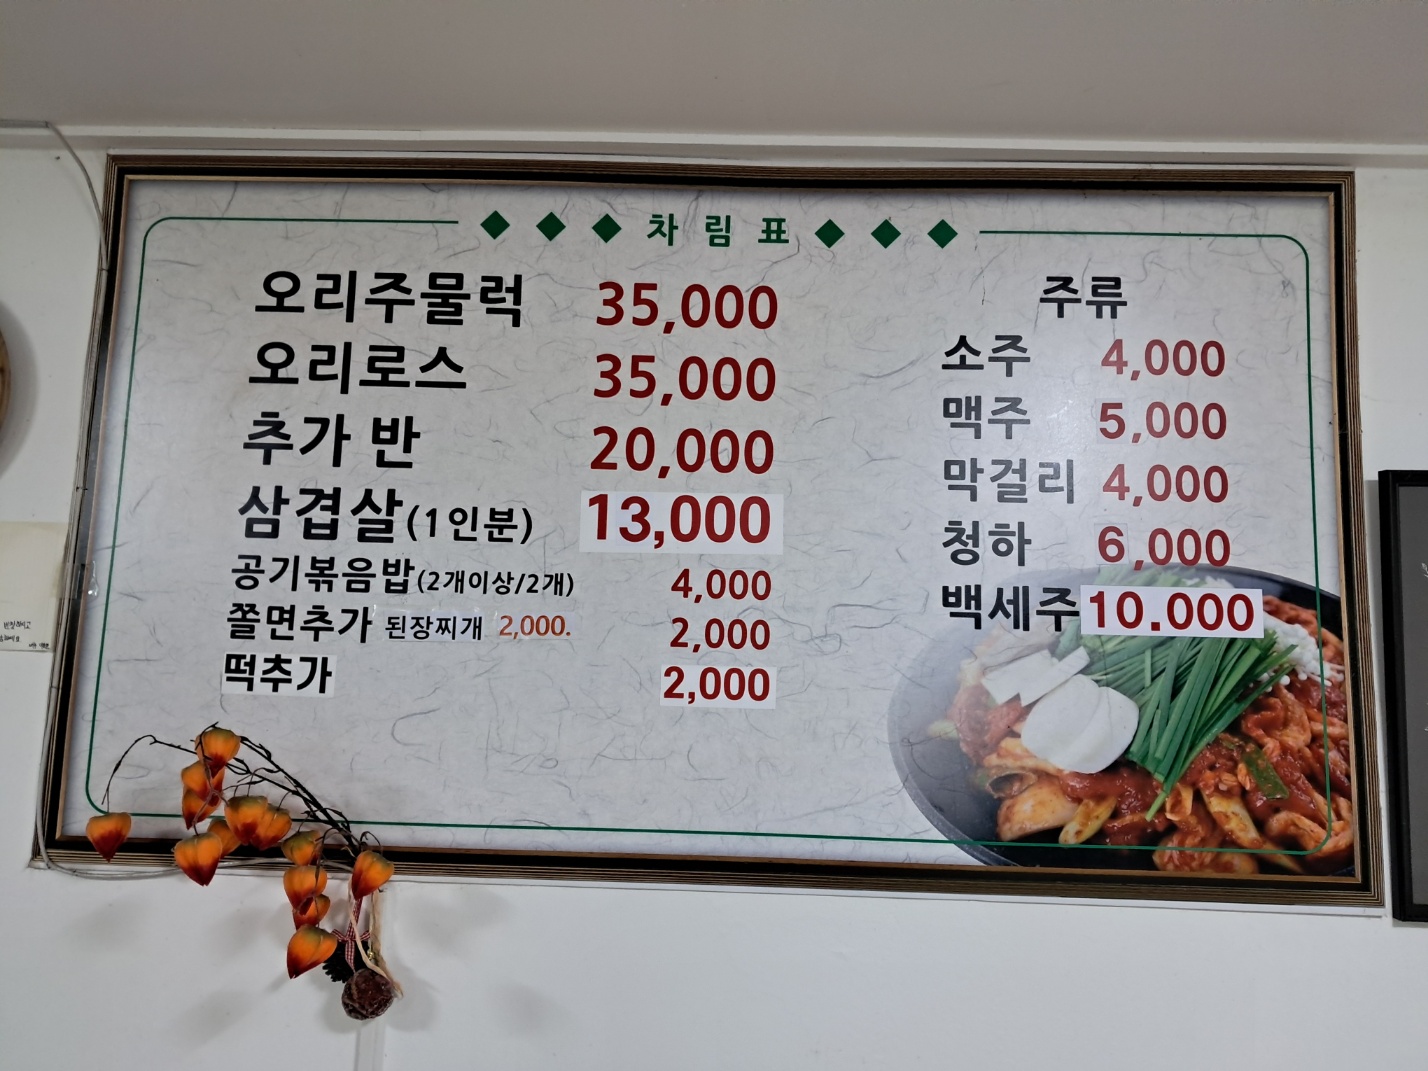 차림표
오리주물럭 35,000
오리로스 35,000
추가 반 20,000
삼겹살(1인분) 13,000
공기볶음밥(2개이상/2개) 4,000
쫄면추가 된장찌개 2,000. 2,000
떡추가 2,000
주류
소주 4,000
맥주 5,000
막걸리 4,000
청하 6,000
백세주 10.000